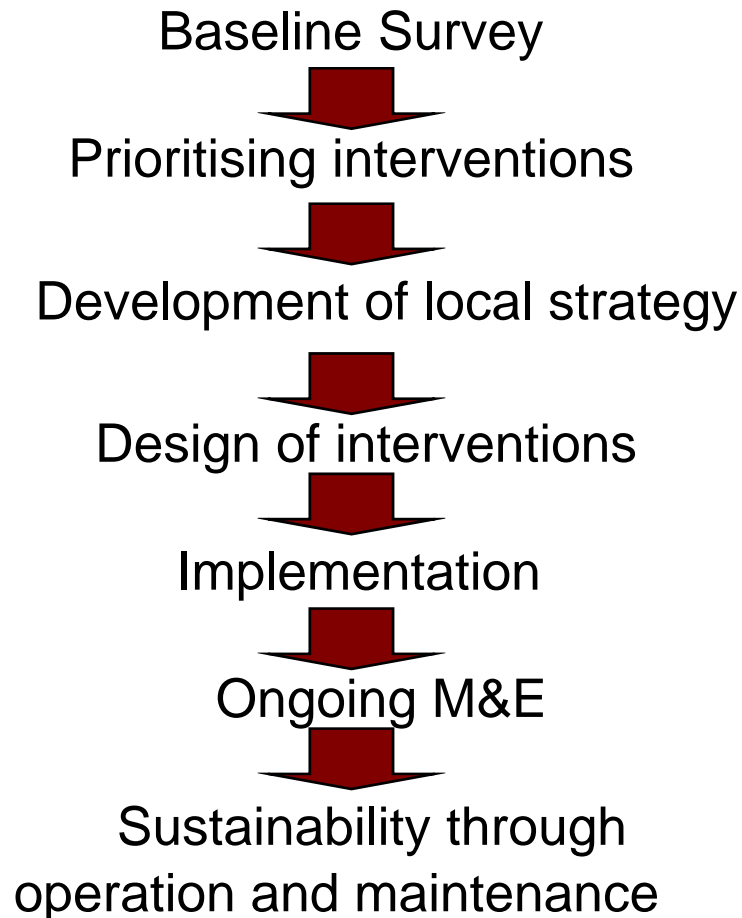 Baseline Survey
Prioritising interventions
Development of local strategy
Design of interventions
Implementation
Ongoing M&E
Sustainability through
operation and maintenance